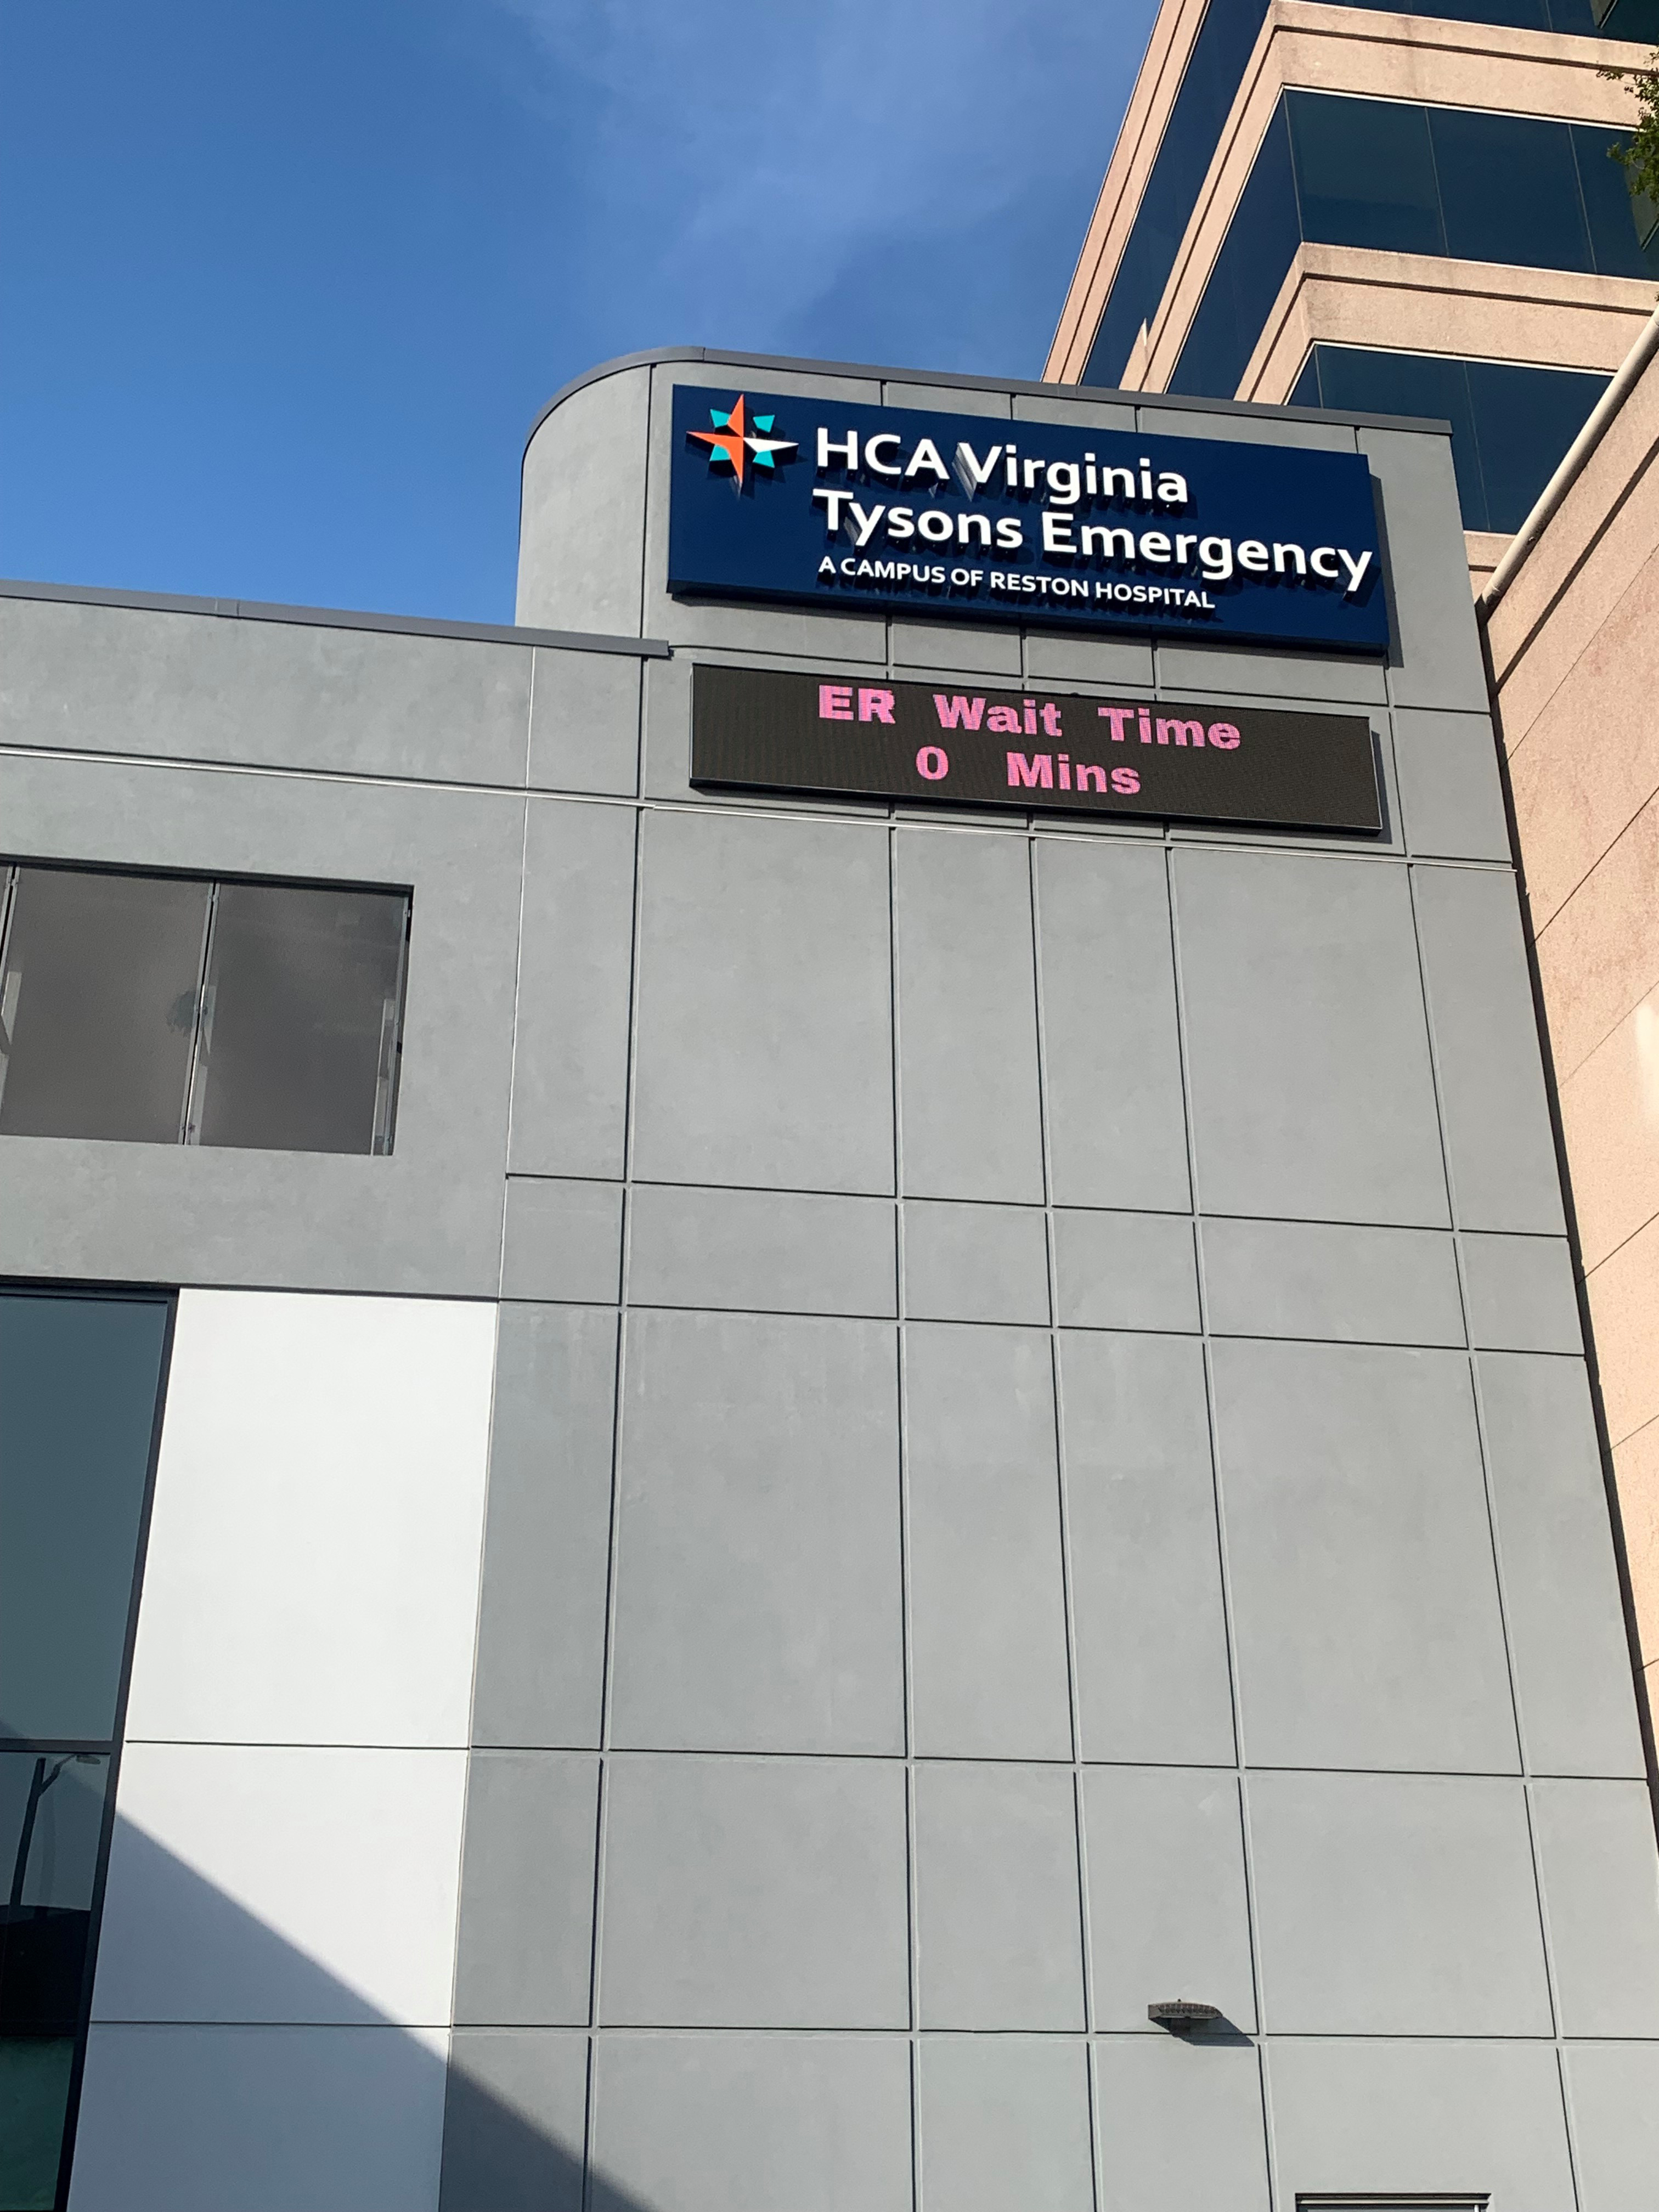 HCA Virginia
Tysons Emergency
A CAMPUS OF RESTON HOSPITAL
ER Wait Time
0 Mins